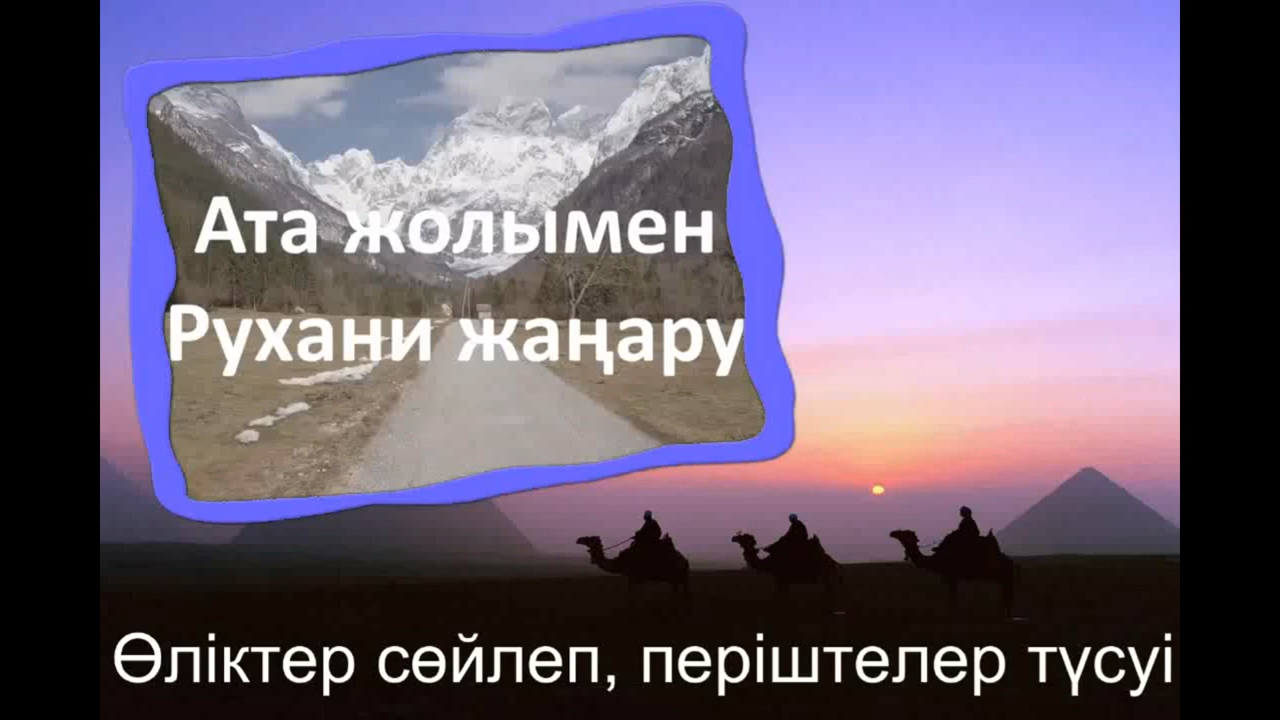 Ата жолымен
Рухани жаңару
Өліктер сөйлеп, періштелер түсуі